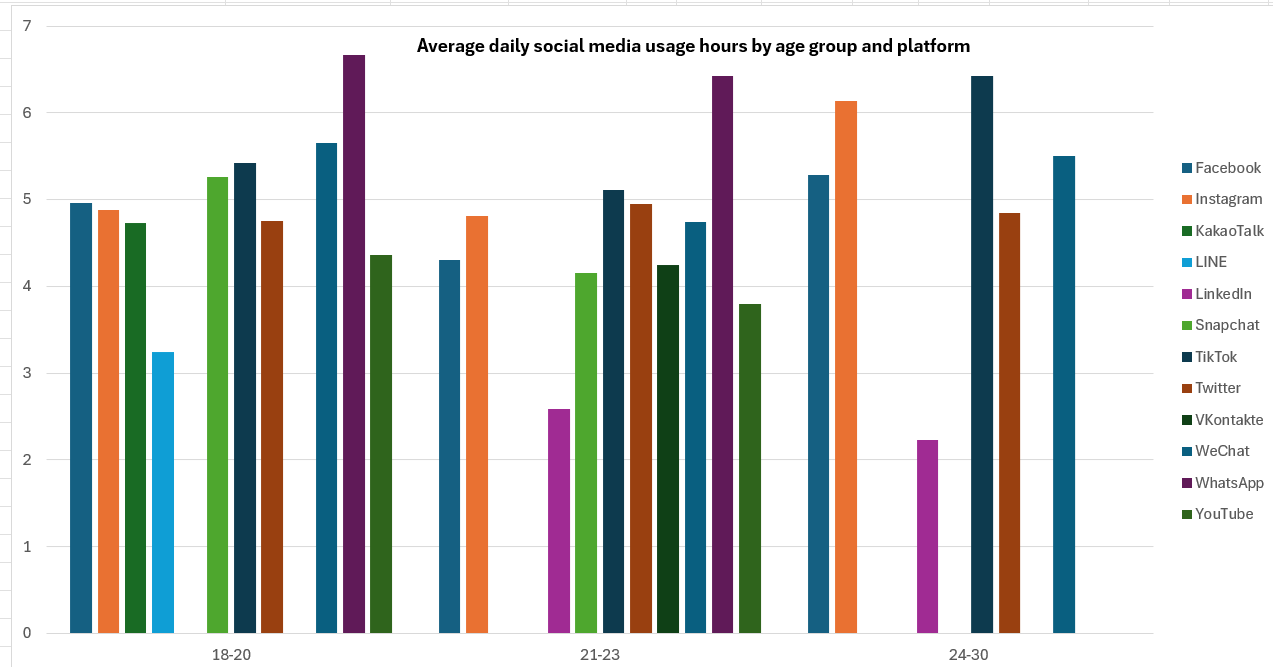 Average daily social media usage hours by age group and platform
7
6
5
4
3
2
1
0
18-20
21-23
24-30
Facebook
Instagram
KakaoTalk
LINE
LinkedIn
Snapchat
TikTok
Twitter
VKontakte
WeChat
WhatsApp
YouTube